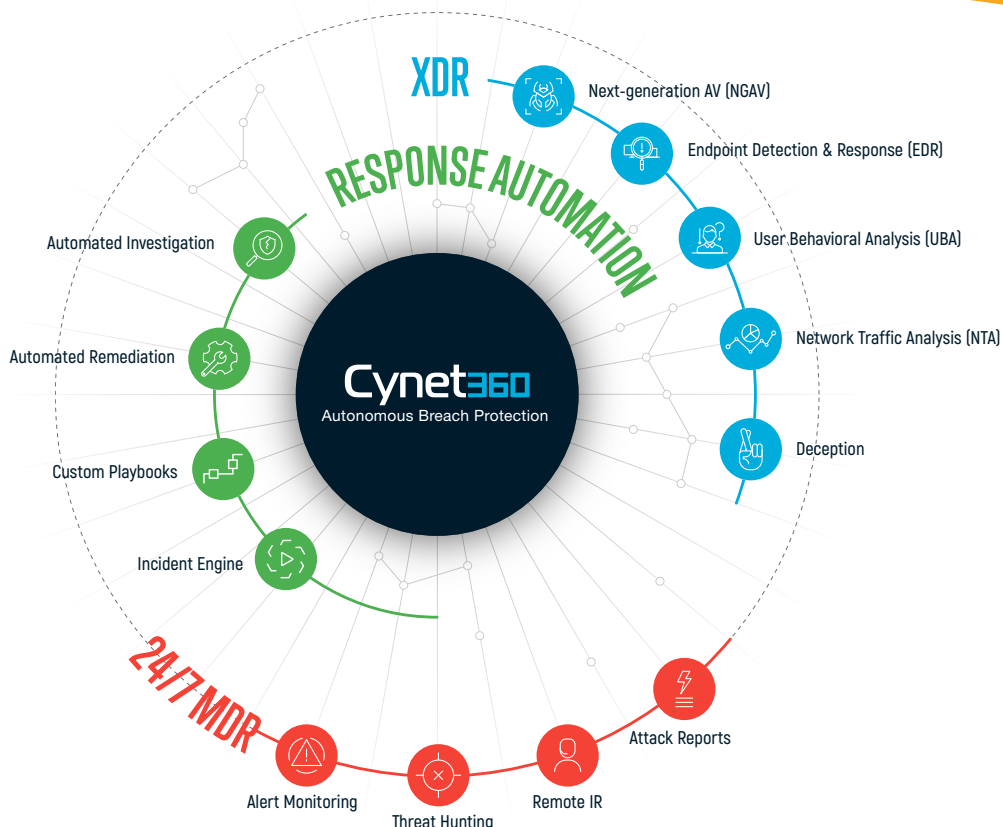 XDR
Next-generation AV (NGAV)
Endpoint Detection & Response (EDR)
User Behavioral Analysis (UBA)
Network Traffic Analysis (NTA)
Deception
RESPONSE AUTOMATION
Automated Investigation
Automated Remediation
Custom Playbooks
Incident Engine
Cynet360
Autonomous Breach Protection
24/7 MDR
Alert Monitoring
Threat Hunting
Remote IR
Attack Reports